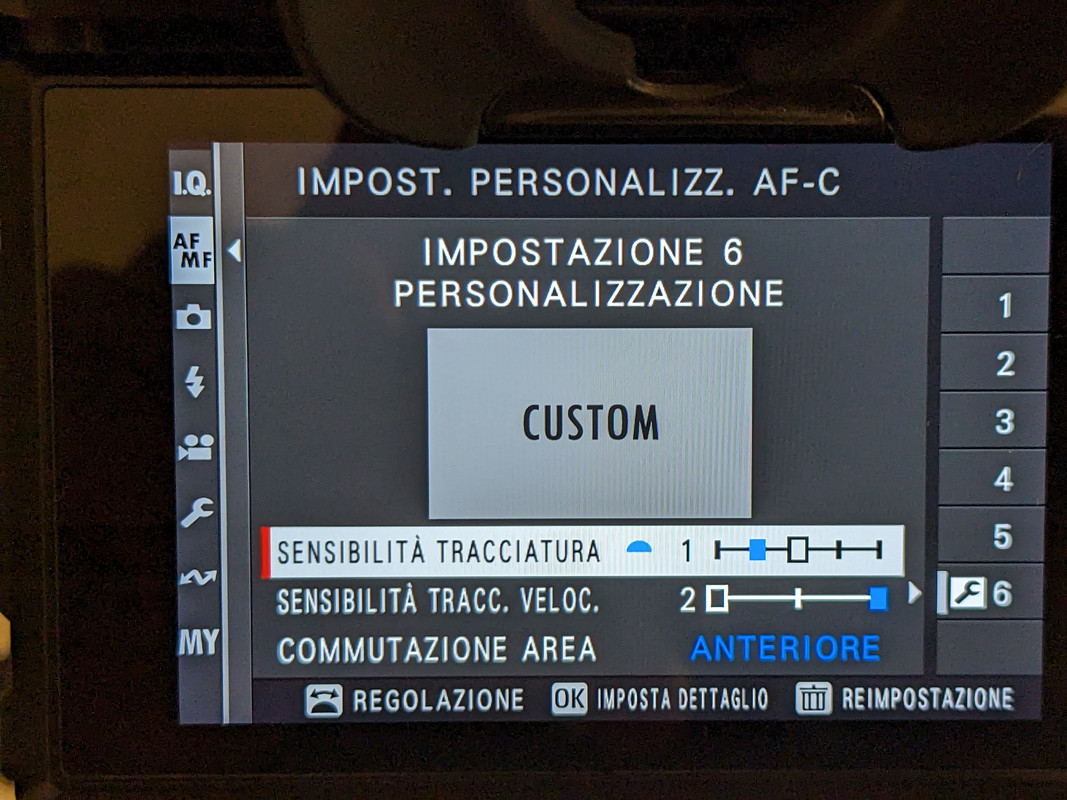 IMPOST. PERSONALIZZ. AF-C
I.Q.
AF
MF
MY
IMPOSTAZIONE 6
PERSONALIZZAZIONE
CUSTOM
SENSIBILITÀ TRACCIATURA 1
SENSIBILITÀ TRACC. VELOC. 2
COMMUTAZIONE AREA ANTERIORE
1
2
3
4
5
6
REGOLAZIONE OK IMPOSTA DETTAGLIO REIMPOSTAZIONE